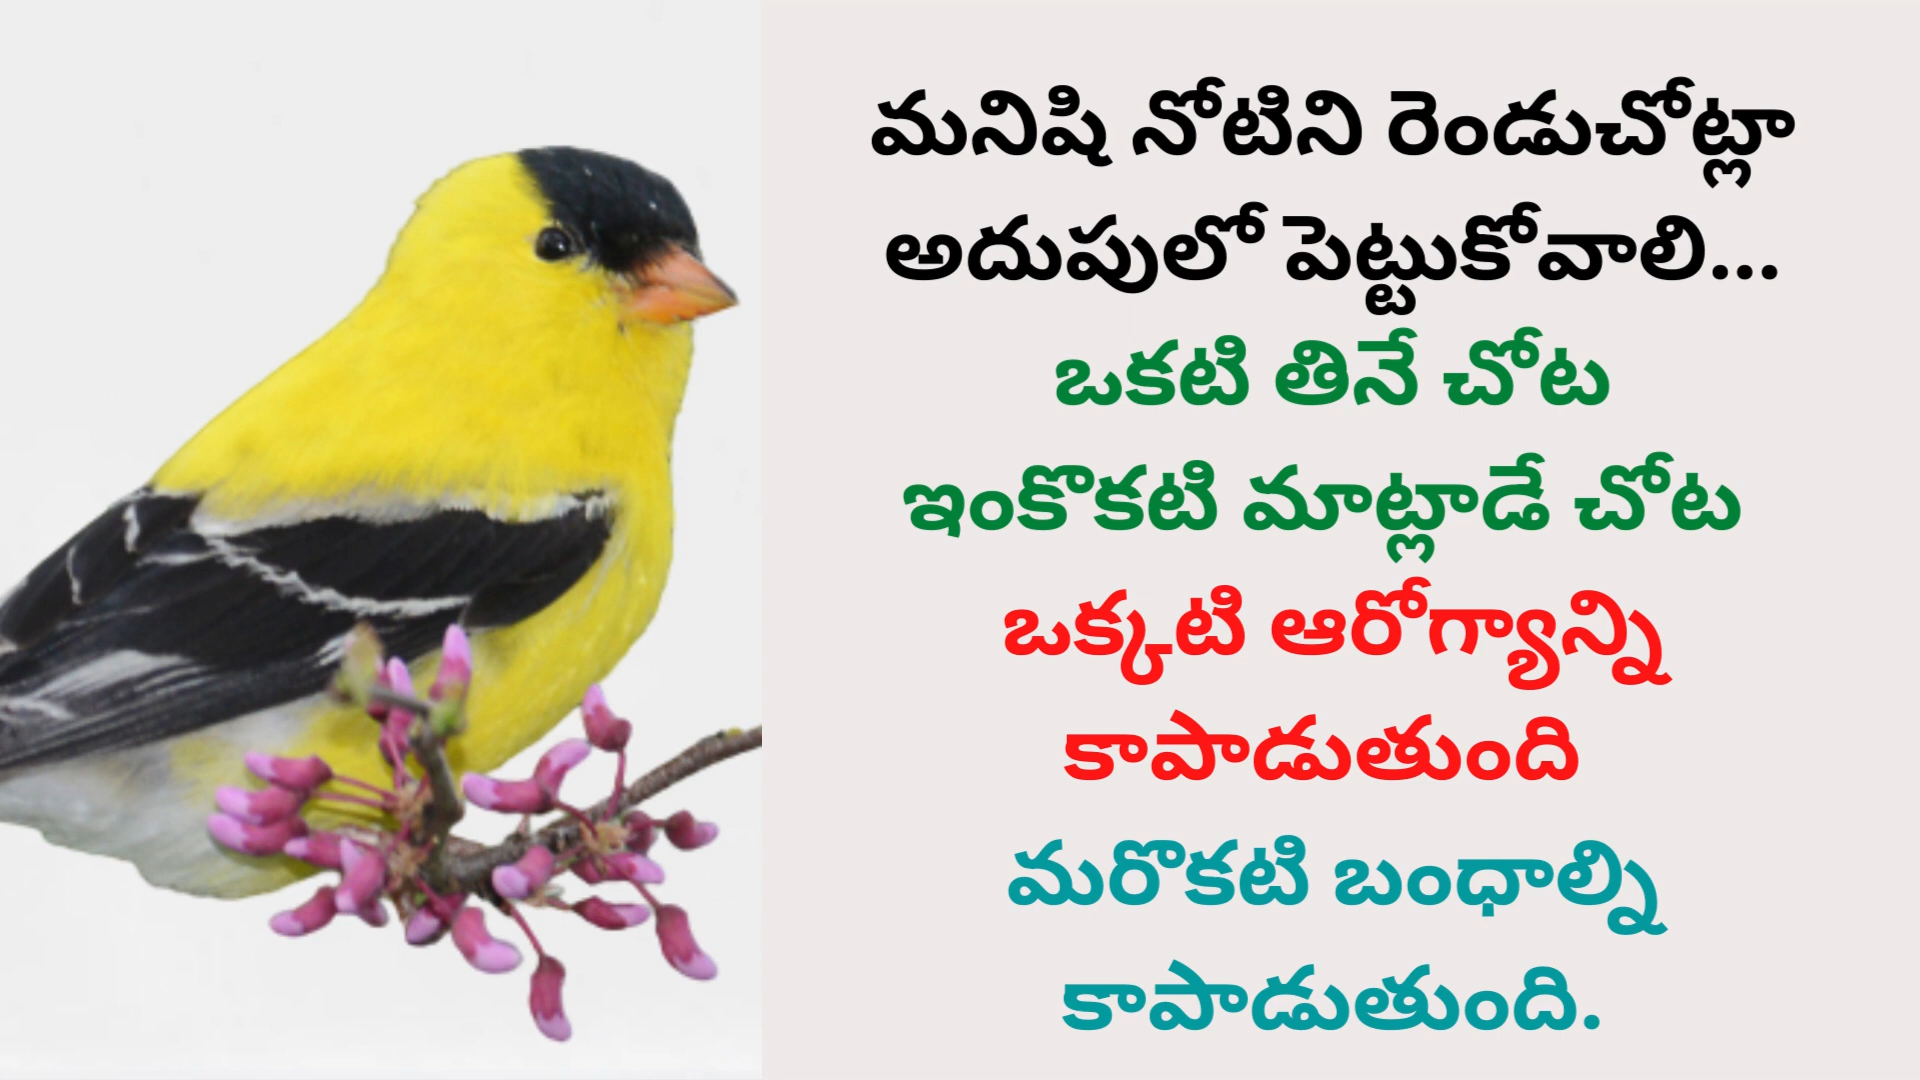 మనిషి నోటిని రెండుచోట్లా
అదుపులో పెట్టుకోవాలి...
ఒకటి తినే చోట
ఇంకొకటి మాట్లాడే చోట
ఒక్కటి ఆరోగ్యాన్ని
కాపాడుతుంది
మరొకటి బంధాల్ని
కాపాడుతుంది.